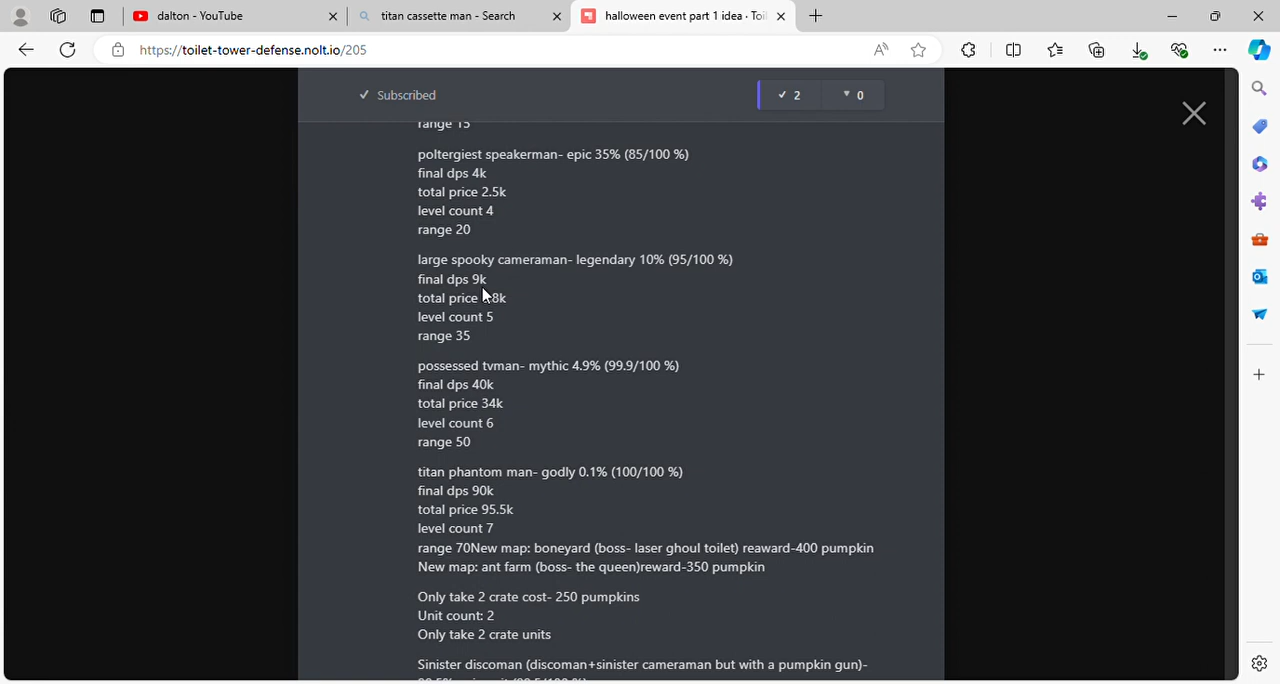 dalton - YouTube
titan cassette man - Search
halloween event part 1 idea · Toil
https://toilet-tower-defense.nolt.io/205
Subscribed
2
0
range 15
poltergiest speakerman- epic 35% (85/100 %)
final dps 4k
total price 2.5k
level count 4
range 20
large spooky cameraman- legendary 10% (95/100 %)
final dps 9k
total price
level count 5
range 35
possessed tvman- mythic 4.9% (99.9/100 %)
final dps 40k
total price 34k
level count 6
range 50
titan phantom man- godly 0.1% (100/100 %)
final dps 90k
total price 95.5k
level count 7
range 70New map: boneyard (boss- laser ghoul toilet) reaward-400 pumpkin
New map: ant farm (boss- the queen)reward-350 pumpkin
Only take 2 crate cost- 250 pumpkins
Unit count: 2
Only take 2 crate units
Sinister discoman (discoman+sinister cameraman but with a pumpkin gun)-